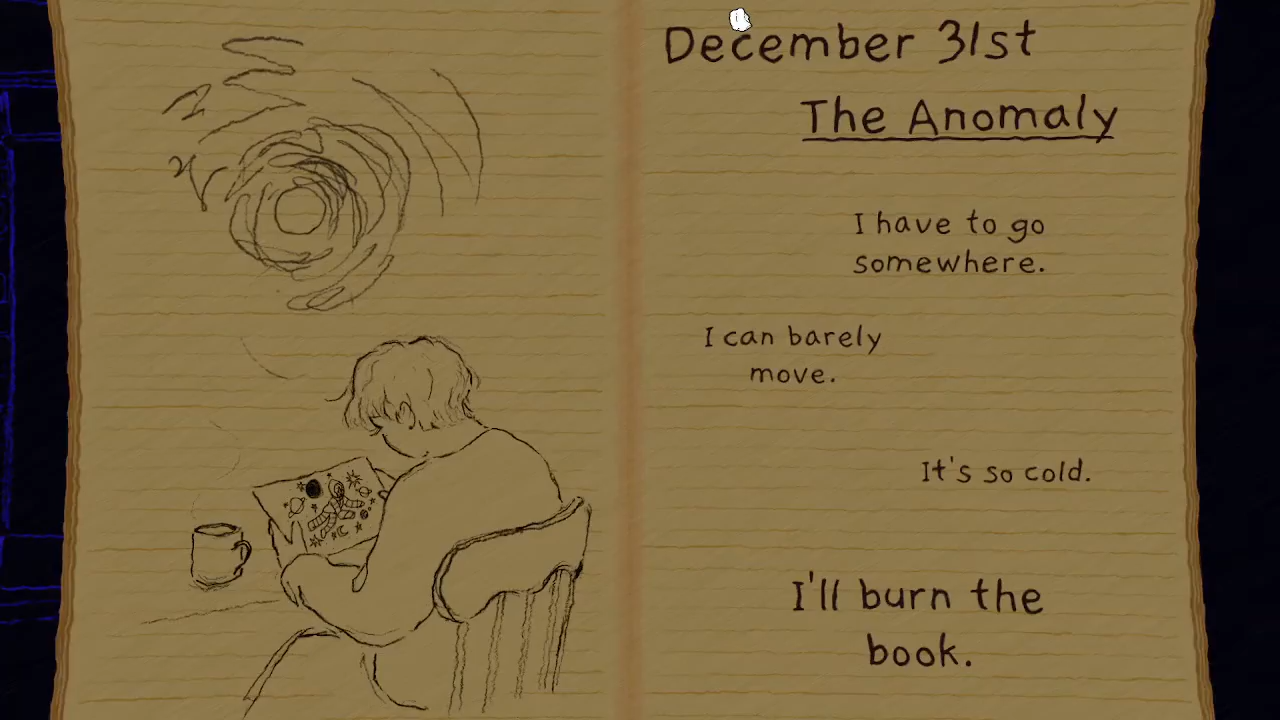 December 31st
The Anomaly
I have to go
somewhere.
I can barely
move.
It's so cold.
I'll burn the
book.